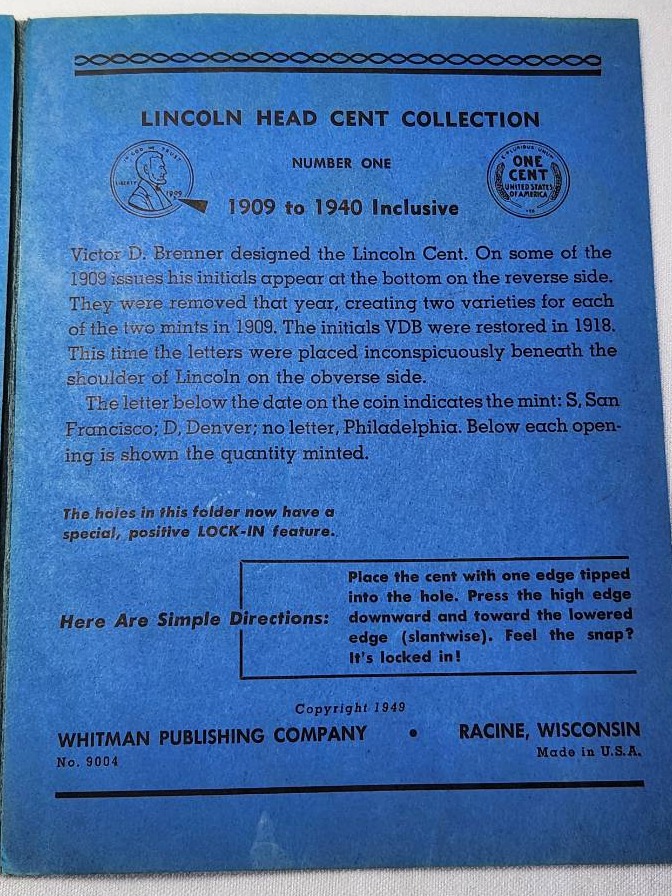 LINCOLN HEAD CENT COLLECTION
NUMBER ONE
IN GOD WE TRUST
LIBERTY
1909
E·PLURIBUS·UNUM
ONE
CENT
UNITED STATES
OF AMERICA
1909 to 1940 Inclusive
Victor D. Brenner designed the Lincoln Cent. On some of the
1909 issues his initials appear at the bottom on the reverse side.
They were removed that year, creating two varieties for each
of the two mints in 1909. The initials VDB were restored in 1918.
This time the letters were placed inconspicuously beneath the
shoulder of Lincoln on the obverse side.
The letter below the date on the coin indicates the mint: S, San
Francisco; D, Denver; no letter, Philadelphia. Below each open-
ing is shown the quantity minted.
The holes in this folder now have a
special, positive LOCK-IN feature.
Here Are Simple Directions:
Place the cent with one edge tipped
into the hole. Press the high edge
downward and toward the lowered
edge (slantwise). Feel the snap?
It's locked in!
Copyright 1949
WHITMAN PUBLISHING COMPANY • RACINE, WISCONSIN
No. 9004
Made in U.S.A.